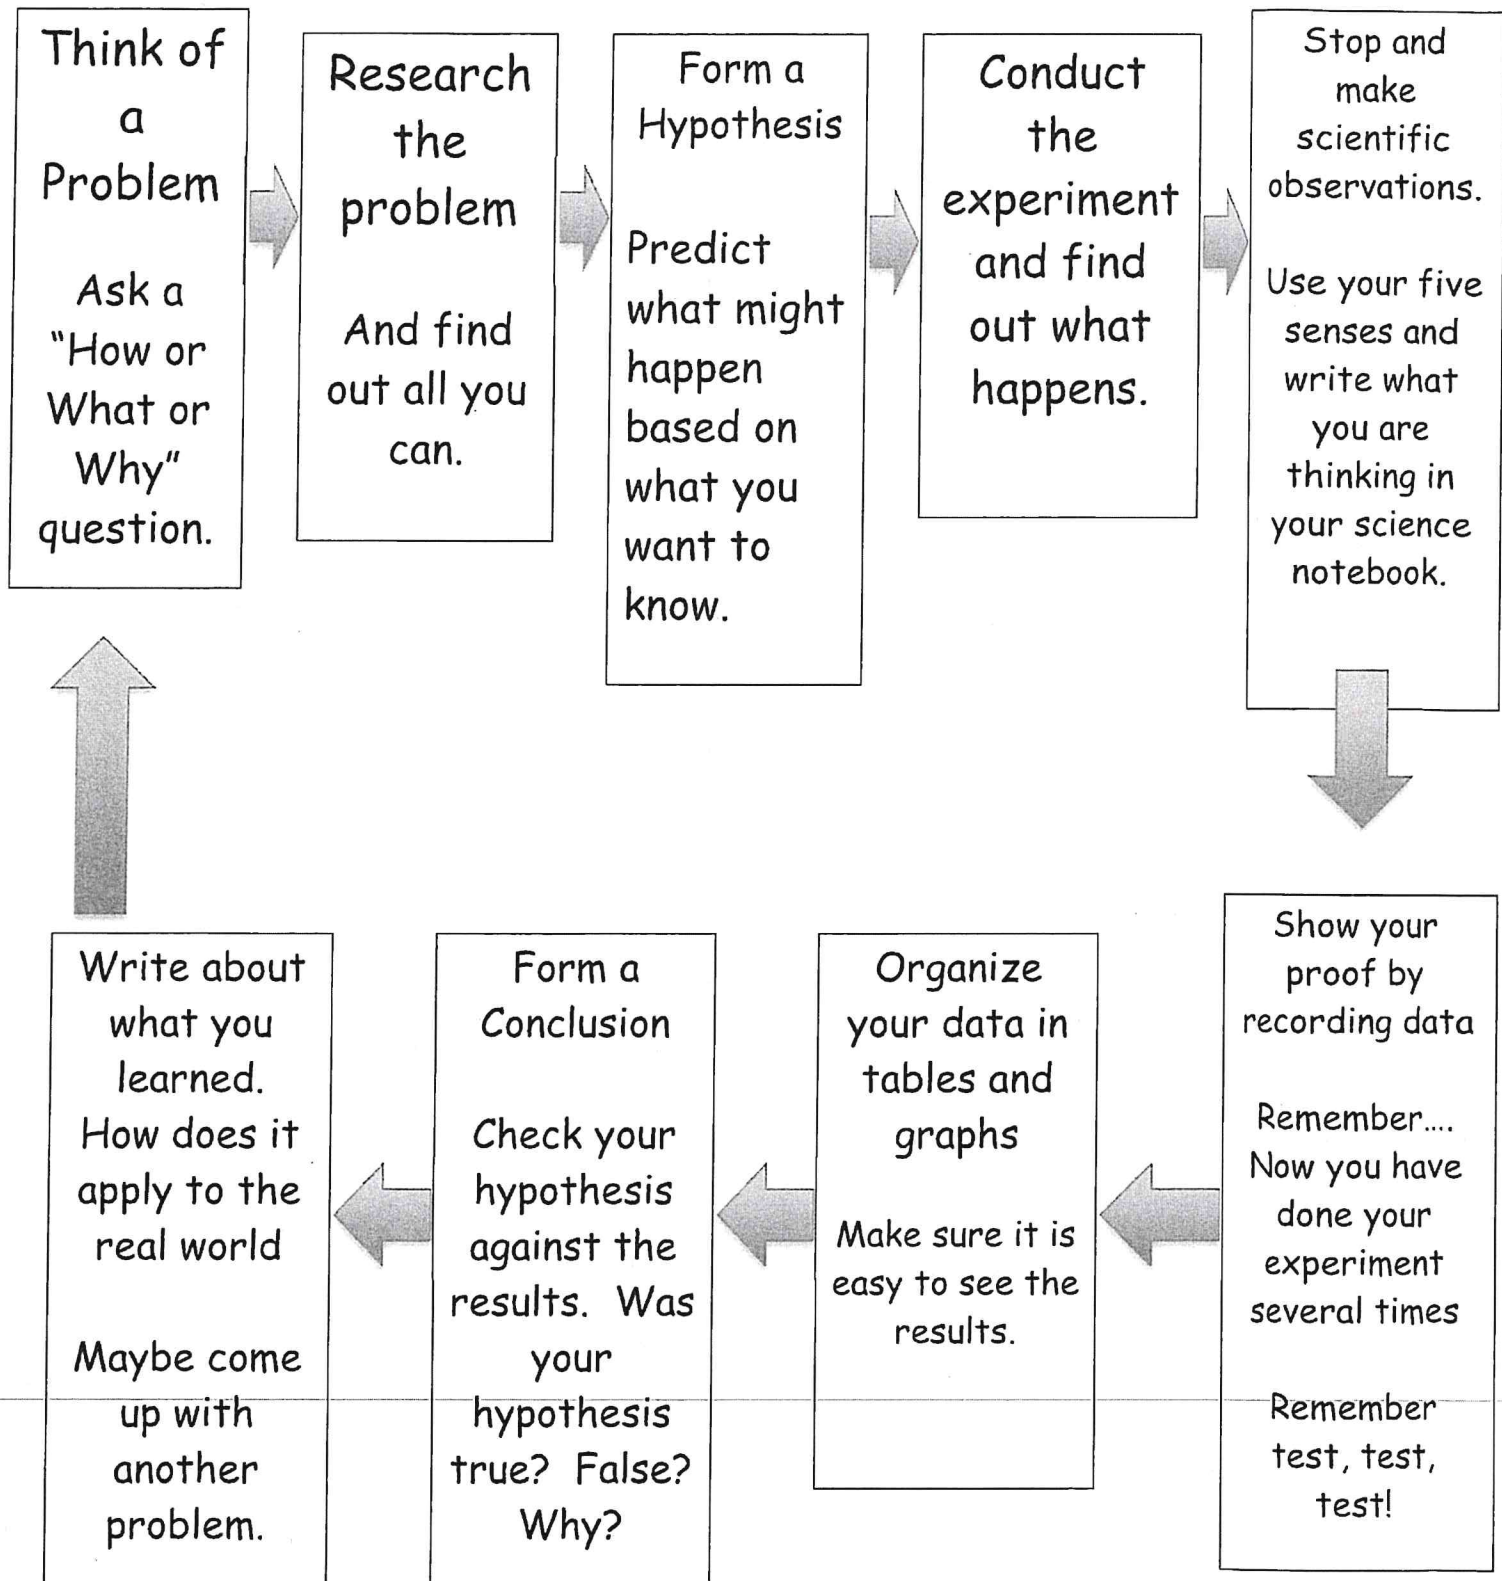 Think of
a
Problem
Ask a
"How or
What or
Why"
question.
Research
the
problem
And find
out all you
can.
Form a
Hypothesis
Predict
what might
happen
based on
what you
want to
know.
Conduct
the
experiment
and find
out what
happens.
Stop and
make
scientific
observations.
Use your five
senses and
write what
you are
thinking in
your science
notebook.
Show your
proof by
recording data
Remember....
Now you have
done your
experiment
several times
Remember
test, test,
test!
Organize
your data in
tables and
graphs
Make sure it is
easy to see the
results.
Form a
Conclusion
Check your
hypothesis
against the
results. Was
your
hypothesis
true? False?
Why?
Write about
what you
learned.
How does it
apply to the
real world
Maybe come
up with
another
problem.